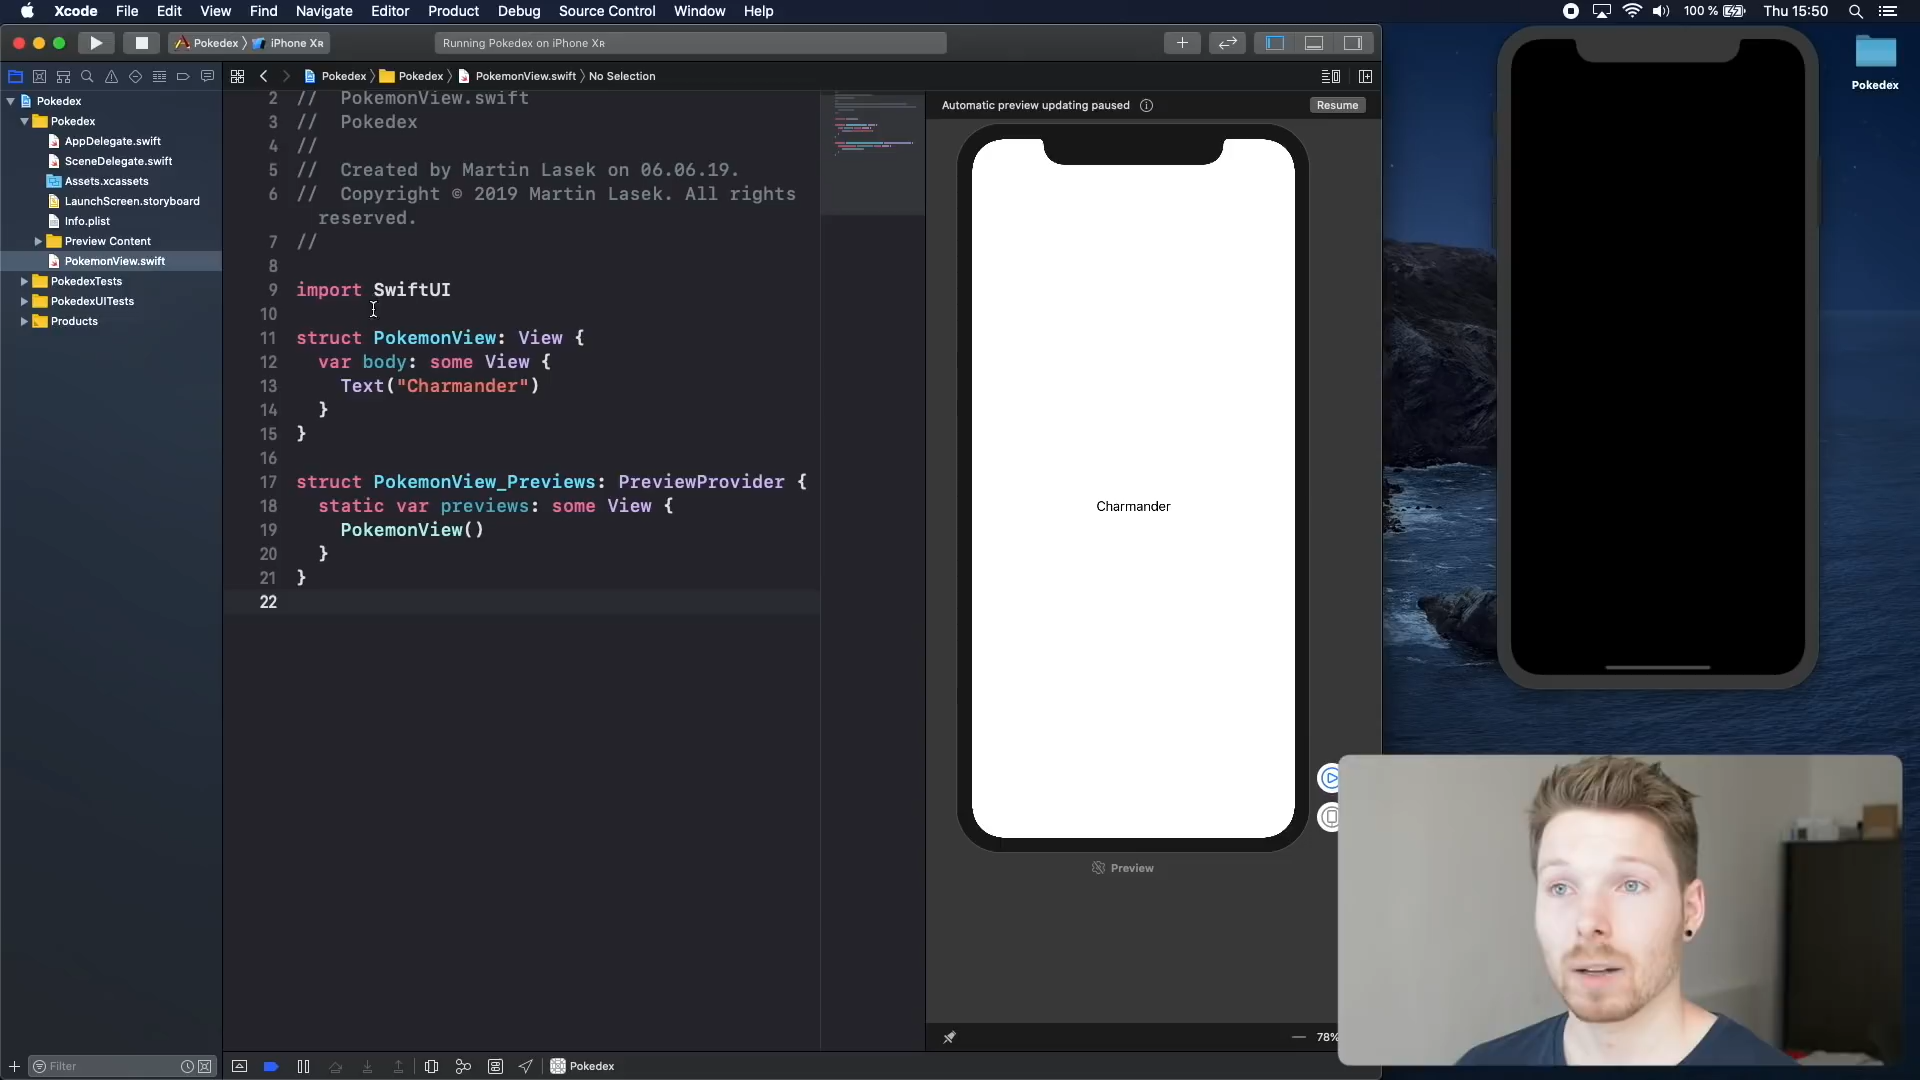 Xcode File Edit View Find Navigate Editor Product Debug Source Control Window Help
100 % Thu 15:50
Pokedex iPhone XR
Running Pokedex on iPhone XR
Pokedex Pokedex PokemonView.swift No Selection
Pokedex
Pokedex
AppDelegate.swift
SceneDelegate.swift
Assets.xcassets
LaunchScreen.storyboard
Info.plist
Preview Content
PokemonView.swift
PokedexTests
PokedexUITests
Products
2 // PokemonView.swift
3 // Pokedex
4 //
5 // Created by Martin Lasek on 06.06.19.
6 // Copyright © 2019 Martin Lasek. All rights
reserved.
7 //
8
9 import SwiftUI
10
11 struct PokemonView: View {
12 var body: some View {
13 Text("Charmander")
14 }
15 }
16
17 struct PokemonView_Previews: PreviewProvider {
18 static var previews: some View {
19 PokemonView()
20 }
21 }
22
Automatic preview updating paused
Resume
Charmander
Preview
78%
Pokedex
Filter
Pokedex